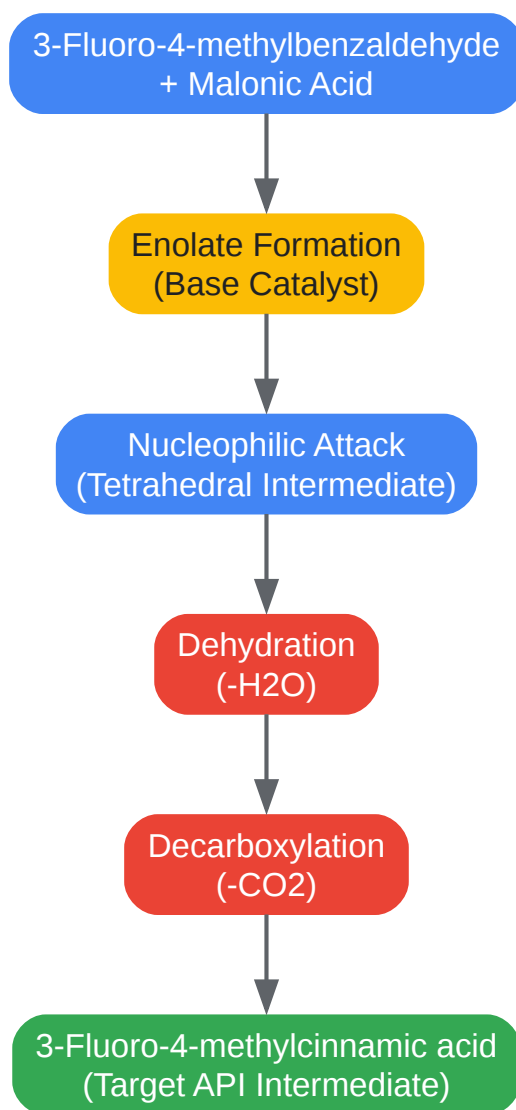 3-Fluoro-4-methylbenzaldehyde
+ Malonic Acid
Enolate Formation
(Base Catalyst)
Nucleophilic Attack
(Tetrahedral Intermediate)
Dehydration
(-H2O)
Decarboxylation
(-CO2)
3-Fluoro-4-methylcinnamic acid
(Target API Intermediate)